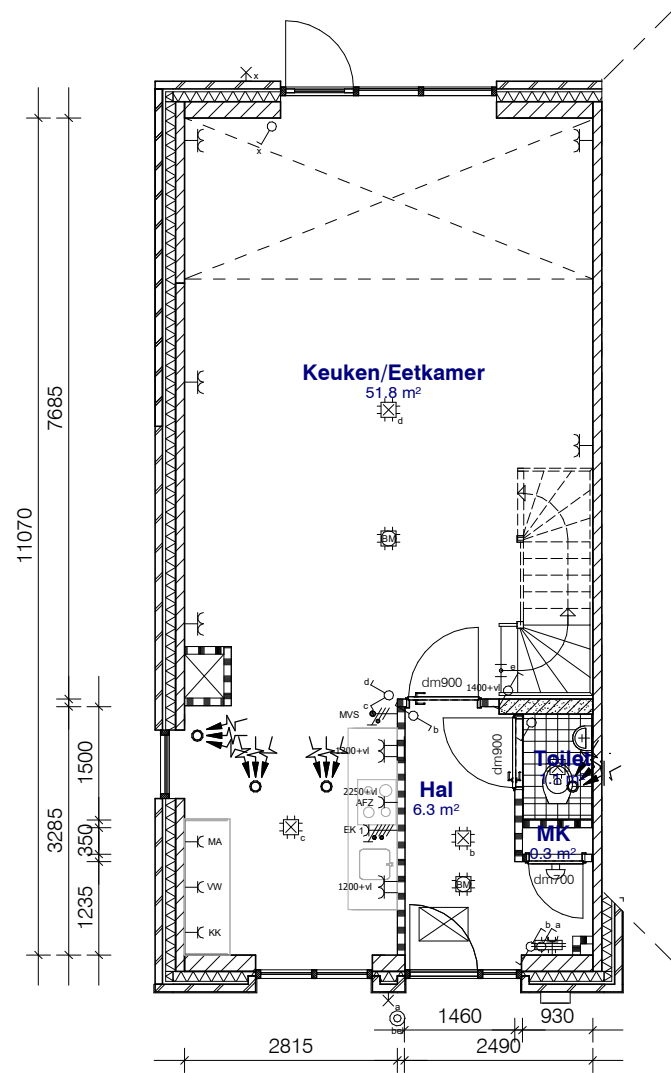 x
x
Keuken/Eetkamer
51.8 m²
d
BM
7685
11070
e
dm900
1400+vl
d
c
MVS
b
1200+vl
dm900
Toilet
2250+vl
AFZ
Hal
6.3 m²
EK 1
MK
0.3 m²
c
b
MA
VW
KK
1200+vl
BM
dm700
b
a
1500
350
3285
1235
a
bel
1460
930
2815
2490